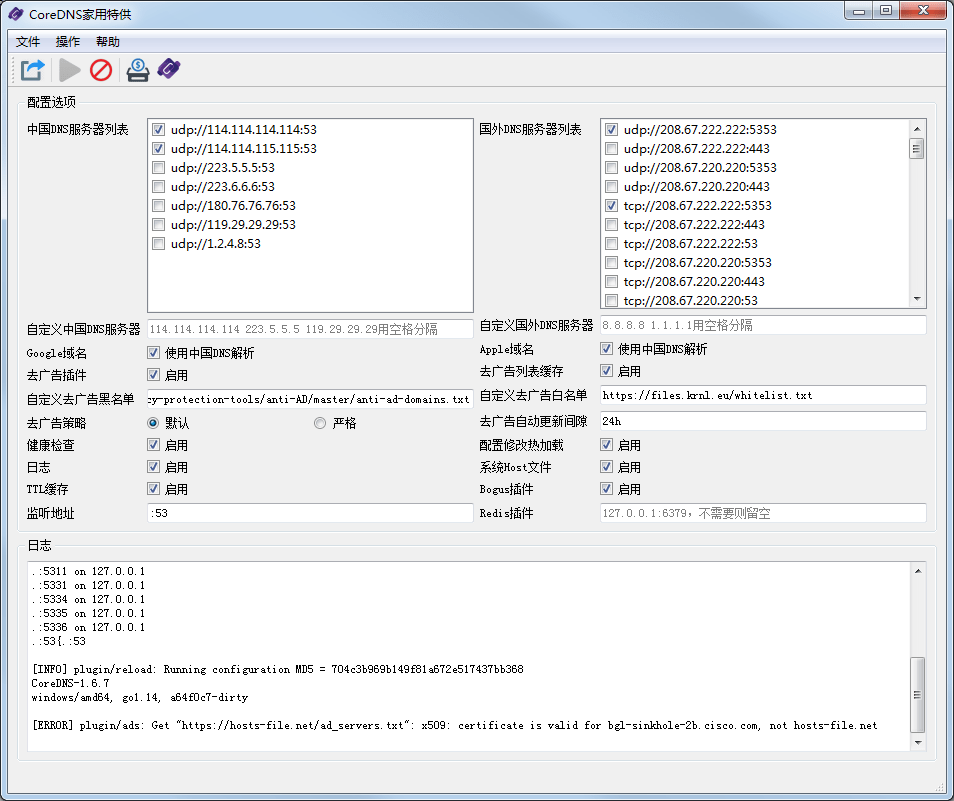 CoreDNS家用特供
文件 操作 帮助
配置选项
中国DNS服务器列表
udp://114.114.114.114:53
udp://114.114.115.115:53
udp://223.5.5.5:53
udp://223.6.6.6:53
udp://180.76.76.76:53
udp://119.29.29.29:53
udp://1.2.4.8:53
国外DNS服务器列表
udp://208.67.222.222:5353
udp://208.67.222.222:443
udp://208.67.220.220:5353
udp://208.67.220.220:443
tcp://208.67.222.222:5353
tcp://208.67.222.222:443
tcp://208.67.222.222:53
tcp://208.67.220.220:5353
tcp://208.67.220.220:443
tcp://208.67.220.220:53
自定义中国DNS服务器 114.114.114.114 223.5.5.5 119.29.29.29用空格分隔
Google域名 使用中国DNS解析
去广告插件 启用
自定义去广告黑名单 cy-protection-tools/anti-AD/master/anti-ad-domains.txt
去广告策略 默认 严格
健康检查 启用
日志 启用
TTL缓存 启用
监听地址 :53
自定义国外DNS服务器 8.8.8.8 1.1.1.1用空格分隔
Apple域名 使用中国DNS解析
去广告列表缓存 启用
自定义去广告白名单 https://files.krnl.eu/whitelist.txt
去广告自动更新间隙 24h
配置修改热加载 启用
系统Host文件 启用
Bogus插件 启用
Redis插件 127.0.0.1:6379，不需要则留空
日志
.:5311 on 127.0.0.1
.:5331 on 127.0.0.1
.:5334 on 127.0.0.1
.:5335 on 127.0.0.1
.:5336 on 127.0.0.1
.:53{.:53
[INFO] plugin/reload: Running configuration MD5 = 704c3b969b149f81a672e517437bb368
CoreDNS-1.6.7
windows/amd64, go1.14, a64f0c7-dirty
[ERROR] plugin/ads: Get "https://hosts-file.net/ad_servers.txt": x509: certificate is valid for bgl-sinkhole-2b.cisco.com, not hosts-file.net